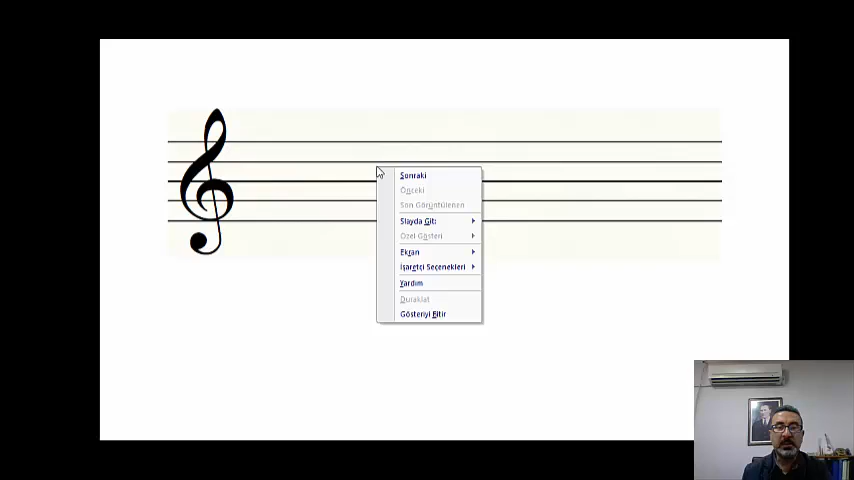 Sonraki
Önceki
Son Görüntülenen
Slayda Git:
Özel Gösteri
Ekran
İşaretçi Seçenekleri
Yardım
Duraklat
Gösteriyi Bitir